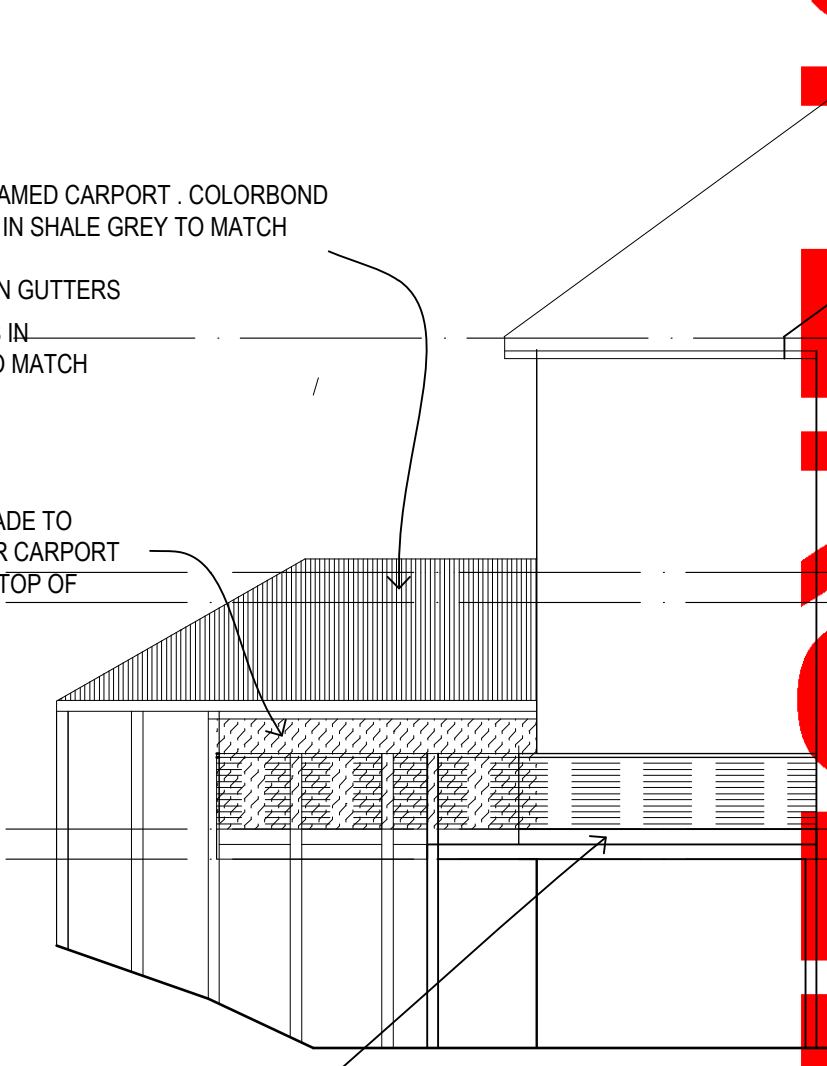 AMED CARPORT . COLORBOND
IN SHALE GREY TO MATCH
N GUTTERS
IN
MATCH
ADE TO
CARPORT
TOP OF